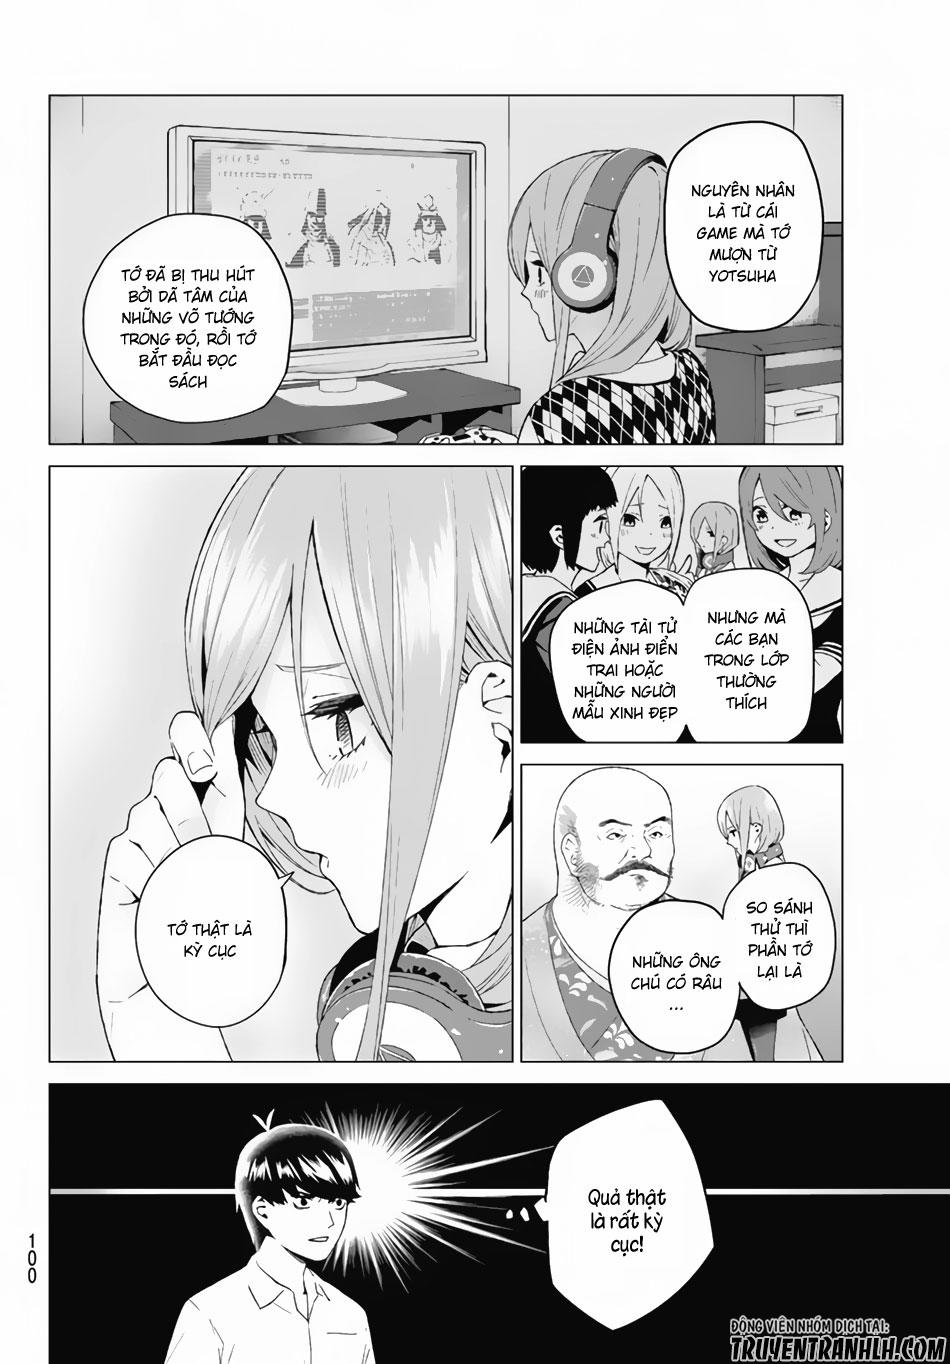 NGUYÊN NHÂN
LÀ TỪ CÁI
GAME MÀ TỚ
MƯỢN TỪ
YOTSUHA
TỚ ĐÃ BỊ THU HÚT
BỞI DÃ TÂM CỦA
NHỮNG VÕ TƯỚNG
TRONG ĐÓ, RỒI TỚ
BẮT ĐẦU ĐỌC
SÁCH
NHƯNG MÀ
CÁC BẠN
TRONG LỚP
THƯỜNG
THÍCH
NHỮNG TÀI TỬ
ĐIỆN ẢNH ĐIỂN
TRAI HOẶC
NHỮNG NGƯỜI
MẪU XINH ĐẸP
SO SÁNH
THỬ THÌ
PHẦN TỚ
LẠI LÀ
NHỮNG ÔNG
CHÚ CÓ RÂU
...
TỚ THẬT LÀ
KỲ CỤC
Quả thật
là rất kỳ
cục!
100
ĐỘNG VIÊN NHÓM DỊCH TẠI:
TRUYENTRANHLH.COM